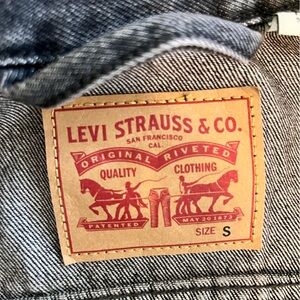 LEVI STRAUSS & CO.
SAN FRANCISCO
CAL.
ORIGINAL RIVETED
QUALITY CLOTHING
PATENTED MAY 20 1873
SIZE S